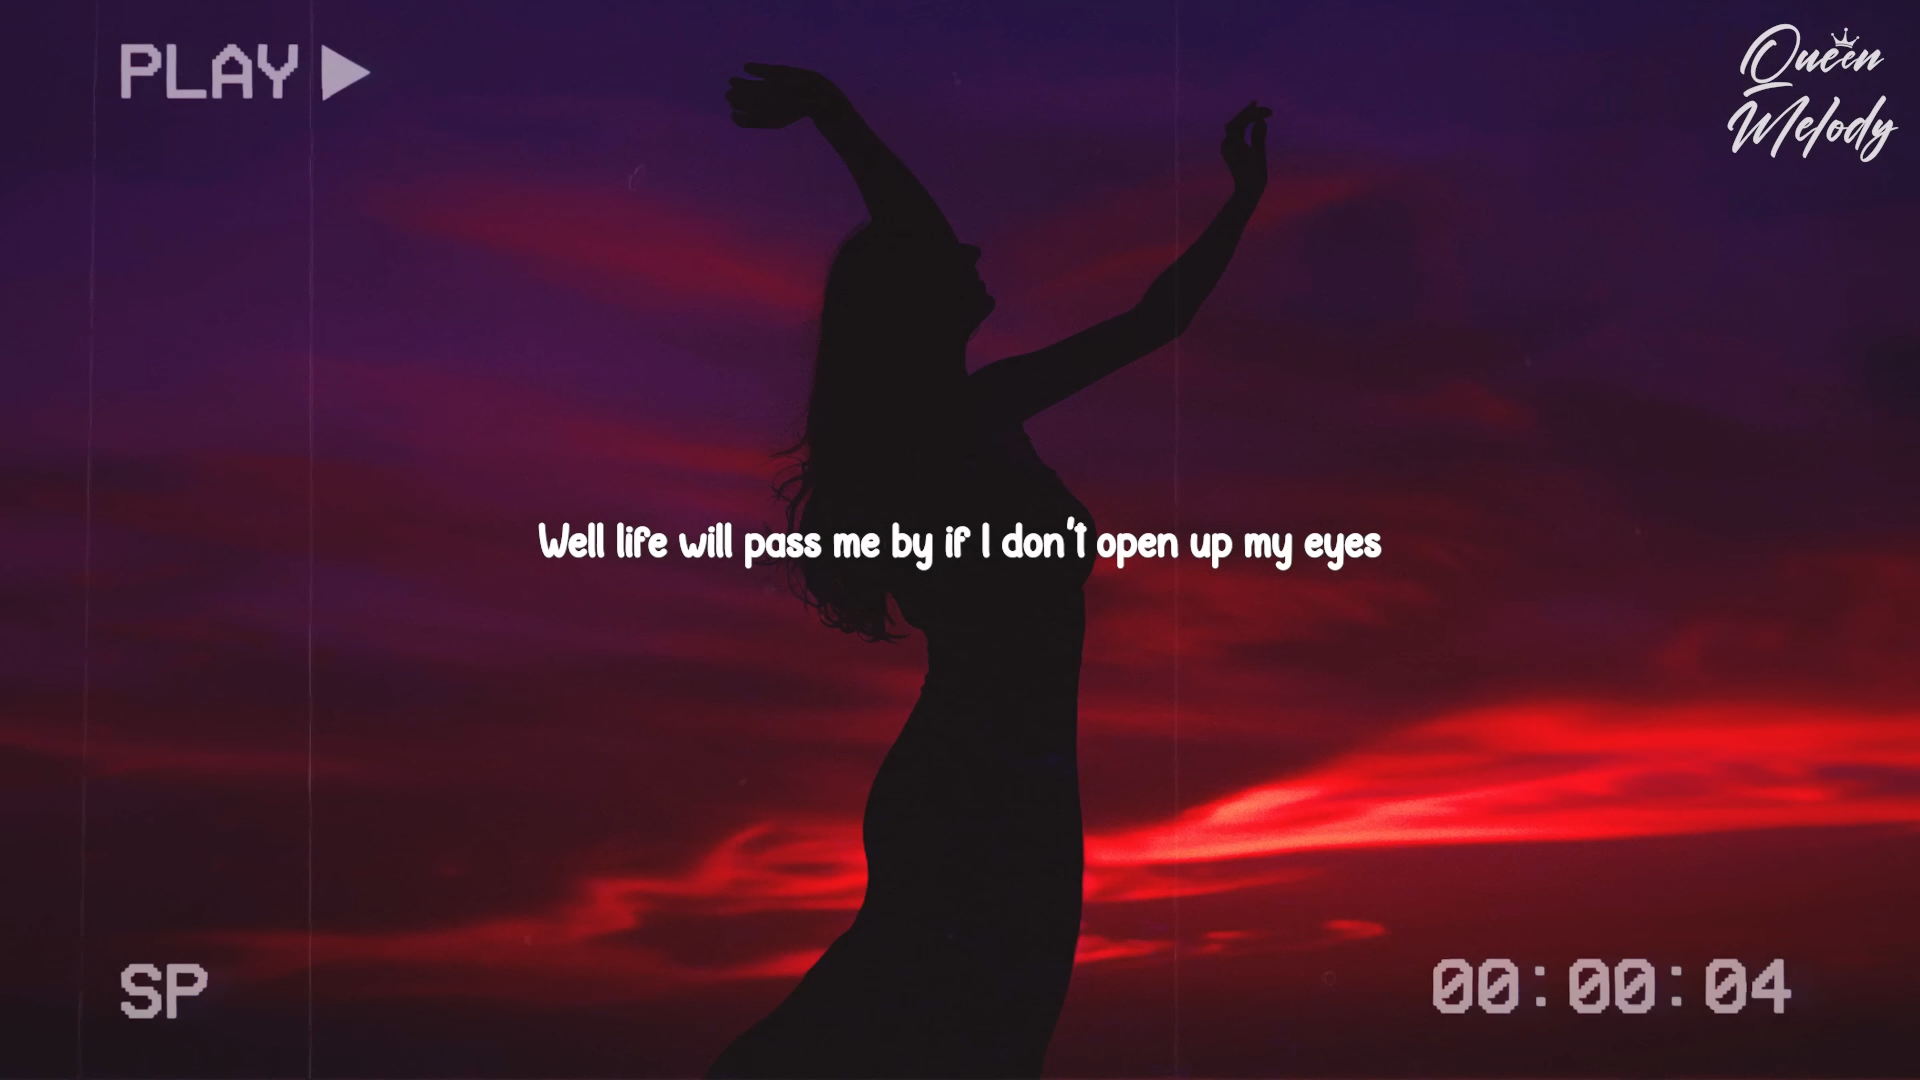 PLAY
Queen
Melody
Well life will pass me by if I don't open up my eyes
SP
00:00:04